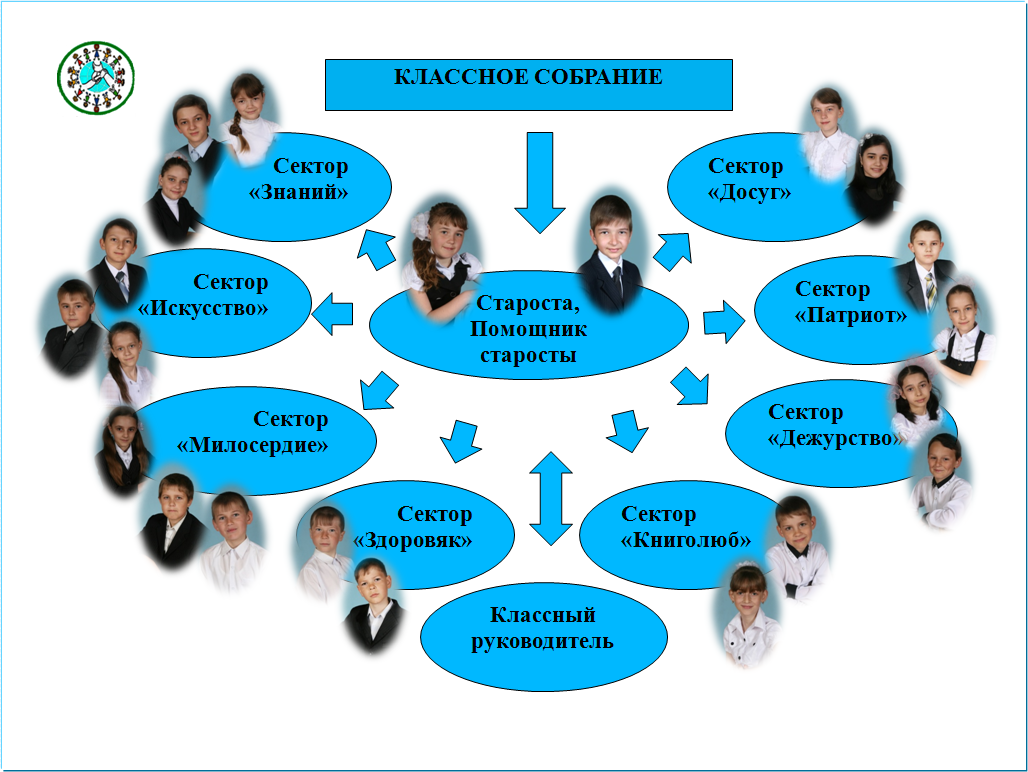 КЛАССНОЕ СОБРАНИЕ
Сектор
«Знаний»
Сектор
«Досуг»
Сектор
«Искусство»
Староста,
Помощник
старосты
Сектор
«Патриот»
Сектор
«Милосердие»
Сектор
«Дежурство»
Сектор
«Здоровяк»
Сектор
«Книголюб»
Классный
руководитель